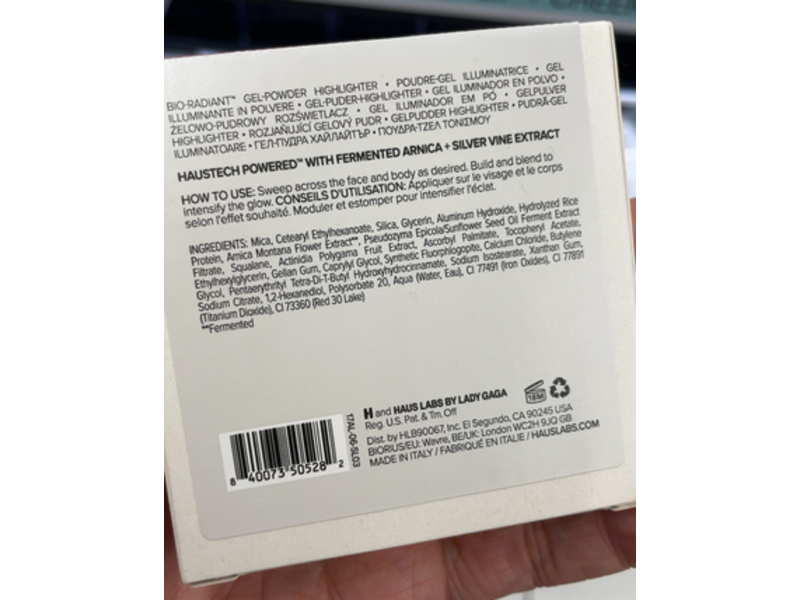 BIO-RADIANT™ GEL-POWDER HIGHLIGHTER • POUDRE-GEL ILLUMINATRICE • GEL
ILLUMINANTE IN POLVERE • GEL-PUDER-HIGHLIGHTER • GEL ILUMINADOR EN POLVO •
ŻELOWO-PUDROWY ROZŚWIETLACZ • GEL ILUMINADOR EM PÓ • GELPULVER
HIGHLIGHTER • ROZJAŇUJÍCÍ GELOVÝ PUDR • GELPUDDER HIGHLIGHTER • PUDRĂ-GEL
ILUMINATOARE • ГЕЛ-ПУДРА ХАЙЛАЙТЪР • ΠΟΥΔΡΑ-ΤΖΕΛ ΤΟΝΙΣΜΟΥ
HAUSTECH POWERED™ WITH FERMENTED ARNICA + SILVER VINE EXTRACT
HOW TO USE: Sweep across the face and body as desired. Build and blend to
intensify the glow. CONSEILS D'UTILISATION: Appliquer sur le visage et le corps
selon l'effet souhaité. Moduler et estomper pour intensifier l'éclat.
INGREDIENTS: Mica, Cetearyl Ethylhexanoate, Silica, Glycerin, Aluminum Hydroxide, Hydrolyzed Rice
Protein, Arnica Montana Flower Extract**, Pseudozyma Epicola/Sunflower Seed Oil Ferment Extract
Filtrate, Squalane, Actinidia Polygama Fruit Extract, Ascorbyl Palmitate, Tocopheryl Acetate,
Ethylhexylglycerin, Gellan Gum, Caprylyl Glycol, Synthetic Fluorphlogopite, Calcium Chloride, Butylene
Glycol, Pentaerythrityl Tetra-Di-T-Butyl Hydroxyhydrocinnamate, Sodium Isostearate, Xanthan Gum,
Sodium Citrate, 1,2-Hexanediol, Polysorbate 20, Aqua (Water, Eau), CI 77491 (Iron Oxides), CI 77891
(Titanium Dioxide), CI 73360 (Red 30 Lake)
**Fermented
H and HAUS LABS BY LADY GAGA
Reg. U.S. Pat. & Tm. Off
18M
Dist. by HLB90067, Inc. El Segundo, CA 90245 USA
BIORIUS/EU: Wavre, BE/UK: London WC2H 9JQ GB
MADE IN ITALY / FABRIQUÉ EN ITALIE / HAUSLABS.COM
17AL-06-SL03
8 40073 50528 2